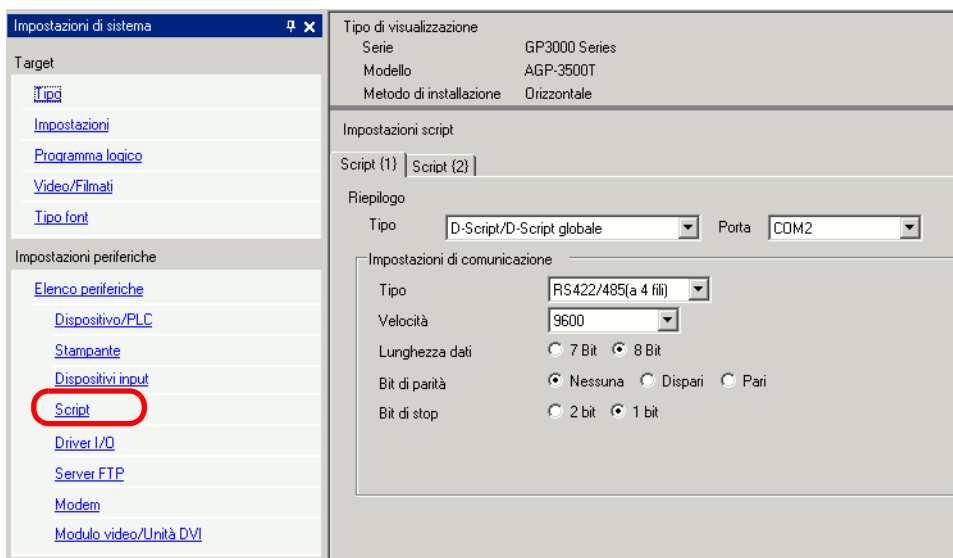 Impostazioni di sistema
Target
Tipo
Impostazioni
Programma logico
Video/Filmati
Tipo font
Impostazioni periferiche
Elenco periferiche
Dispositivo/PLC
Stampante
Dispositivi input
Script
Driver I/O
Server FTP
Modem
Modulo video/Unità DVI
Tipo di visualizzazione
Serie GP3000 Series
Modello AGP-3500T
Metodo di installazione Orizzontale
Impostazioni script
Script {1} Script {2}
Riepilogo
Tipo D-Script/D-Script globale Porta COM2
Impostazioni di comunicazione
Tipo RS422/485(a 4 fili)
Velocità 9600
Lunghezza dati 7 Bit 8 Bit
Bit di parità Nessuna Dispari Pari
Bit di stop 2 bit 1 bit